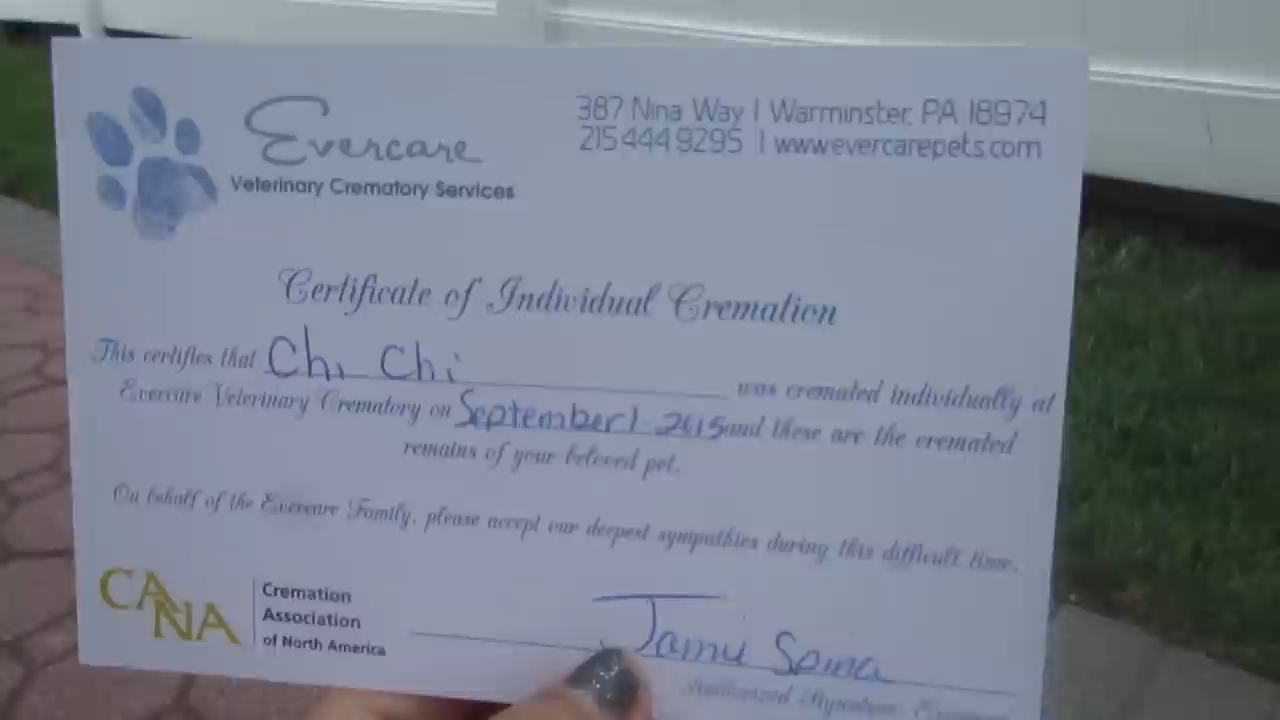 Evercare
Veterinary Crematory Services
387 Nina Way | Warminster, PA 18974
215 444 9295 | www.evercarepets.com
Certificate of Individual Cremation
This certifies that Chi Chi was cremated individually at
Evercare Veterinary Crematory on September 1, 2015 and these are the cremated
remains of your beloved pet.
On behalf of the Evercare Family, please accept our deepest sympathies during this difficult time.
CANA
Cremation
Association
of North America
Authorized Signature